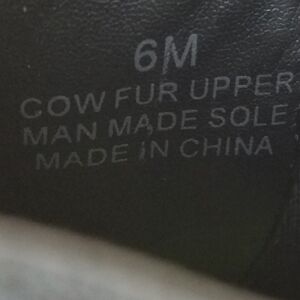 6M
COW FUR UPPER
MAN MADE SOLE
MADE IN CHINA